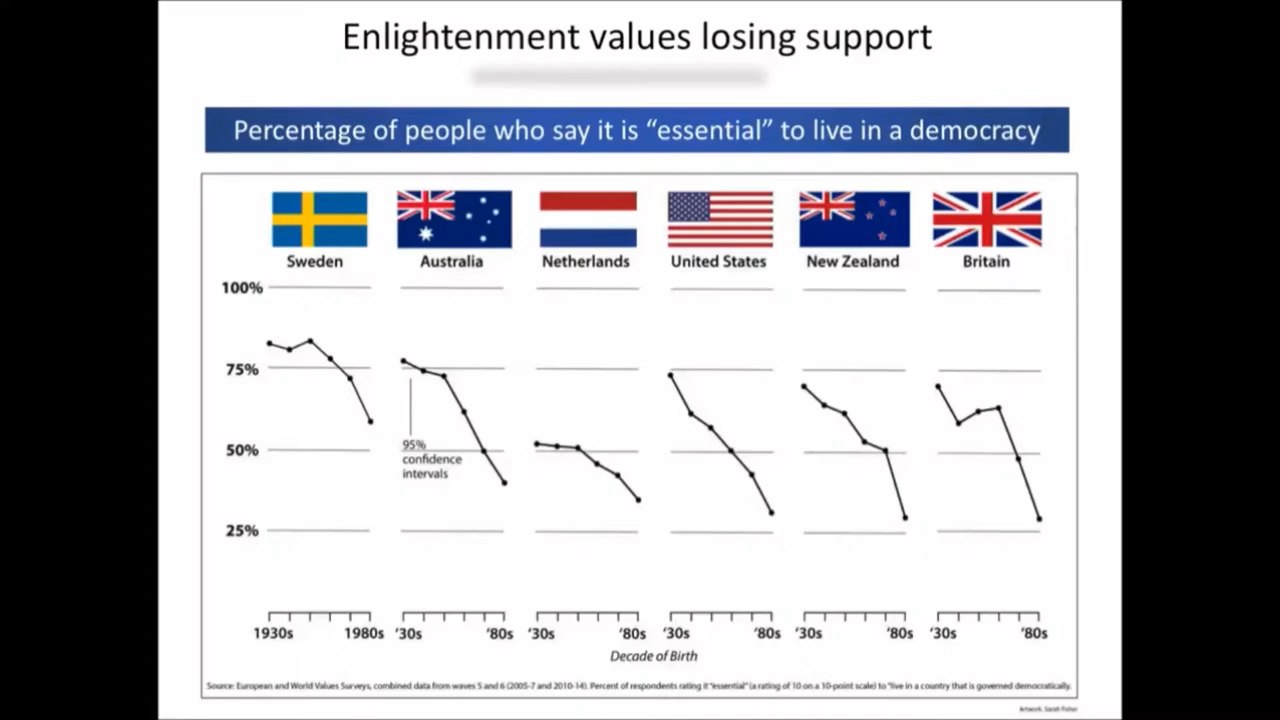 Enlightenment values losing support
Percentage of people who say it is “essential” to live in a democracy
Sweden Australia Netherlands United States New Zealand Britain
100%
75%
50%
25%
95%
confidence
intervals
1930s 1980s ’30s ’80s ’30s ’80s ’30s ’80s ’30s ’80s ’30s ’80s
Decade of Birth
Source: European and World Values Surveys, combined data from waves 5 and 6 (2005-7 and 2010-14). Percent of respondents rating it “essential” (a rating of 10 on a 10-point scale) to “live in a country that is governed democratically.
Artwork: Sarah Fisher